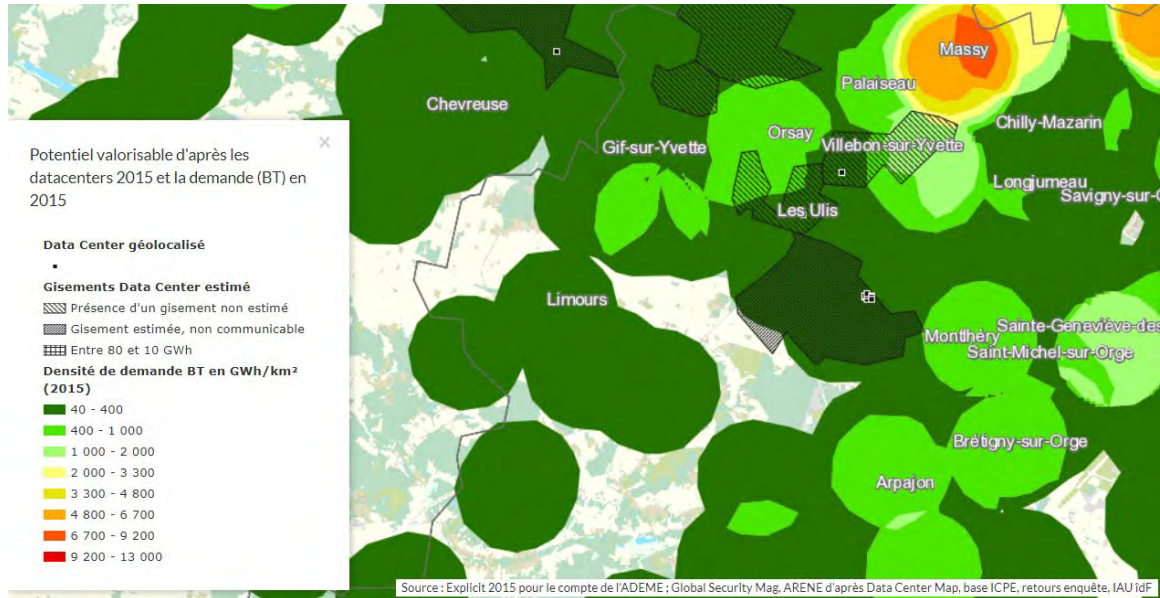 Massy
Palaiseau
Chevreuse
Chilly-Mazarin
Orsay
Gif-sur-Yvette
Villebon-sur-Yvette
Longjumeau
Savigny-sur-O
Les Ulis
Limours
Montlhéry
Sainte-Geneviève-des
Saint-Michel-sur-Orge
Brétigny-sur-Orge
Arpajon
Potentiel valorisable d'après les
datacenters 2015 et la demande (BT) en
2015
×
Data Center géolocalisé
Gisements Data Center estimé
Présence d'un gisement non estimé
Gisement estimée, non communicable
Entre 80 et 10 GWh
Densité de demande BT en GWh/km²
(2015)
40 - 400
400 - 1 000
1 000 - 2 000
2 000 - 3 300
3 300 - 4 800
4 800 - 6 700
6 700 - 9 200
9 200 - 13 000
Source : Explicit 2015 pour le compte de l'ADEME ; Global Security Mag, ARENE d'après Data Center Map, base ICPE, retours enquête, IAU îdF